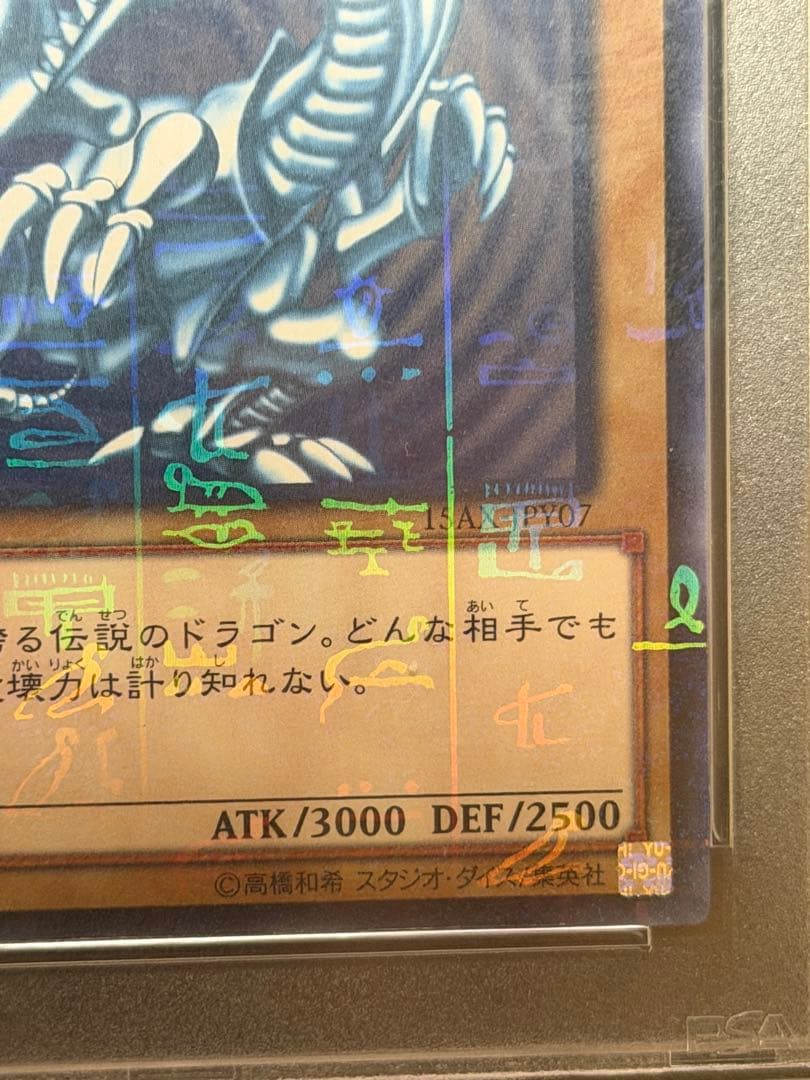 15AX-JPY07
誇る伝説のドラゴン。どんな相手でも
壊力は計り知れない。
ATK/3000 DEF/2500
©高橋和希 スタジオ・ダイス/集英社
PSA